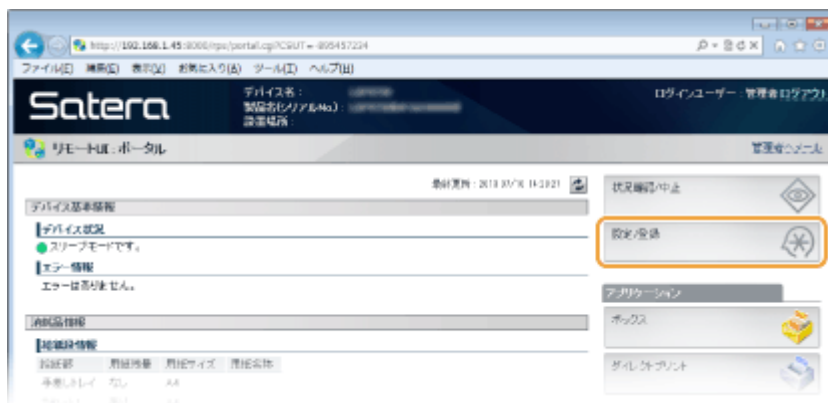 http://192.168.1.45:8000/rps/portal.cgi?CGUT=-895457224
ファイル(E) 編集(E) 表示(V) お気に入り(A) ツール(T) ヘルプ(H)
Satera
デバイス名 :
製品名(シリアルNo.) :
設置場所 :
ログインユーザー : 管理者 ログアウト
リモートUI : ポータル
管理者へメール
最終更新 :
デバイス基本情報
デバイス状況
スリープモードです。
エラー情報
エラーはありません。
消耗品情報
給紙段情報
給紙部 用紙残量 用紙サイズ 用紙名体
手差しトレイ なし A4
状況確認/中止
設定/登録
アプリケーション
ボックス
ダイレクトプリント